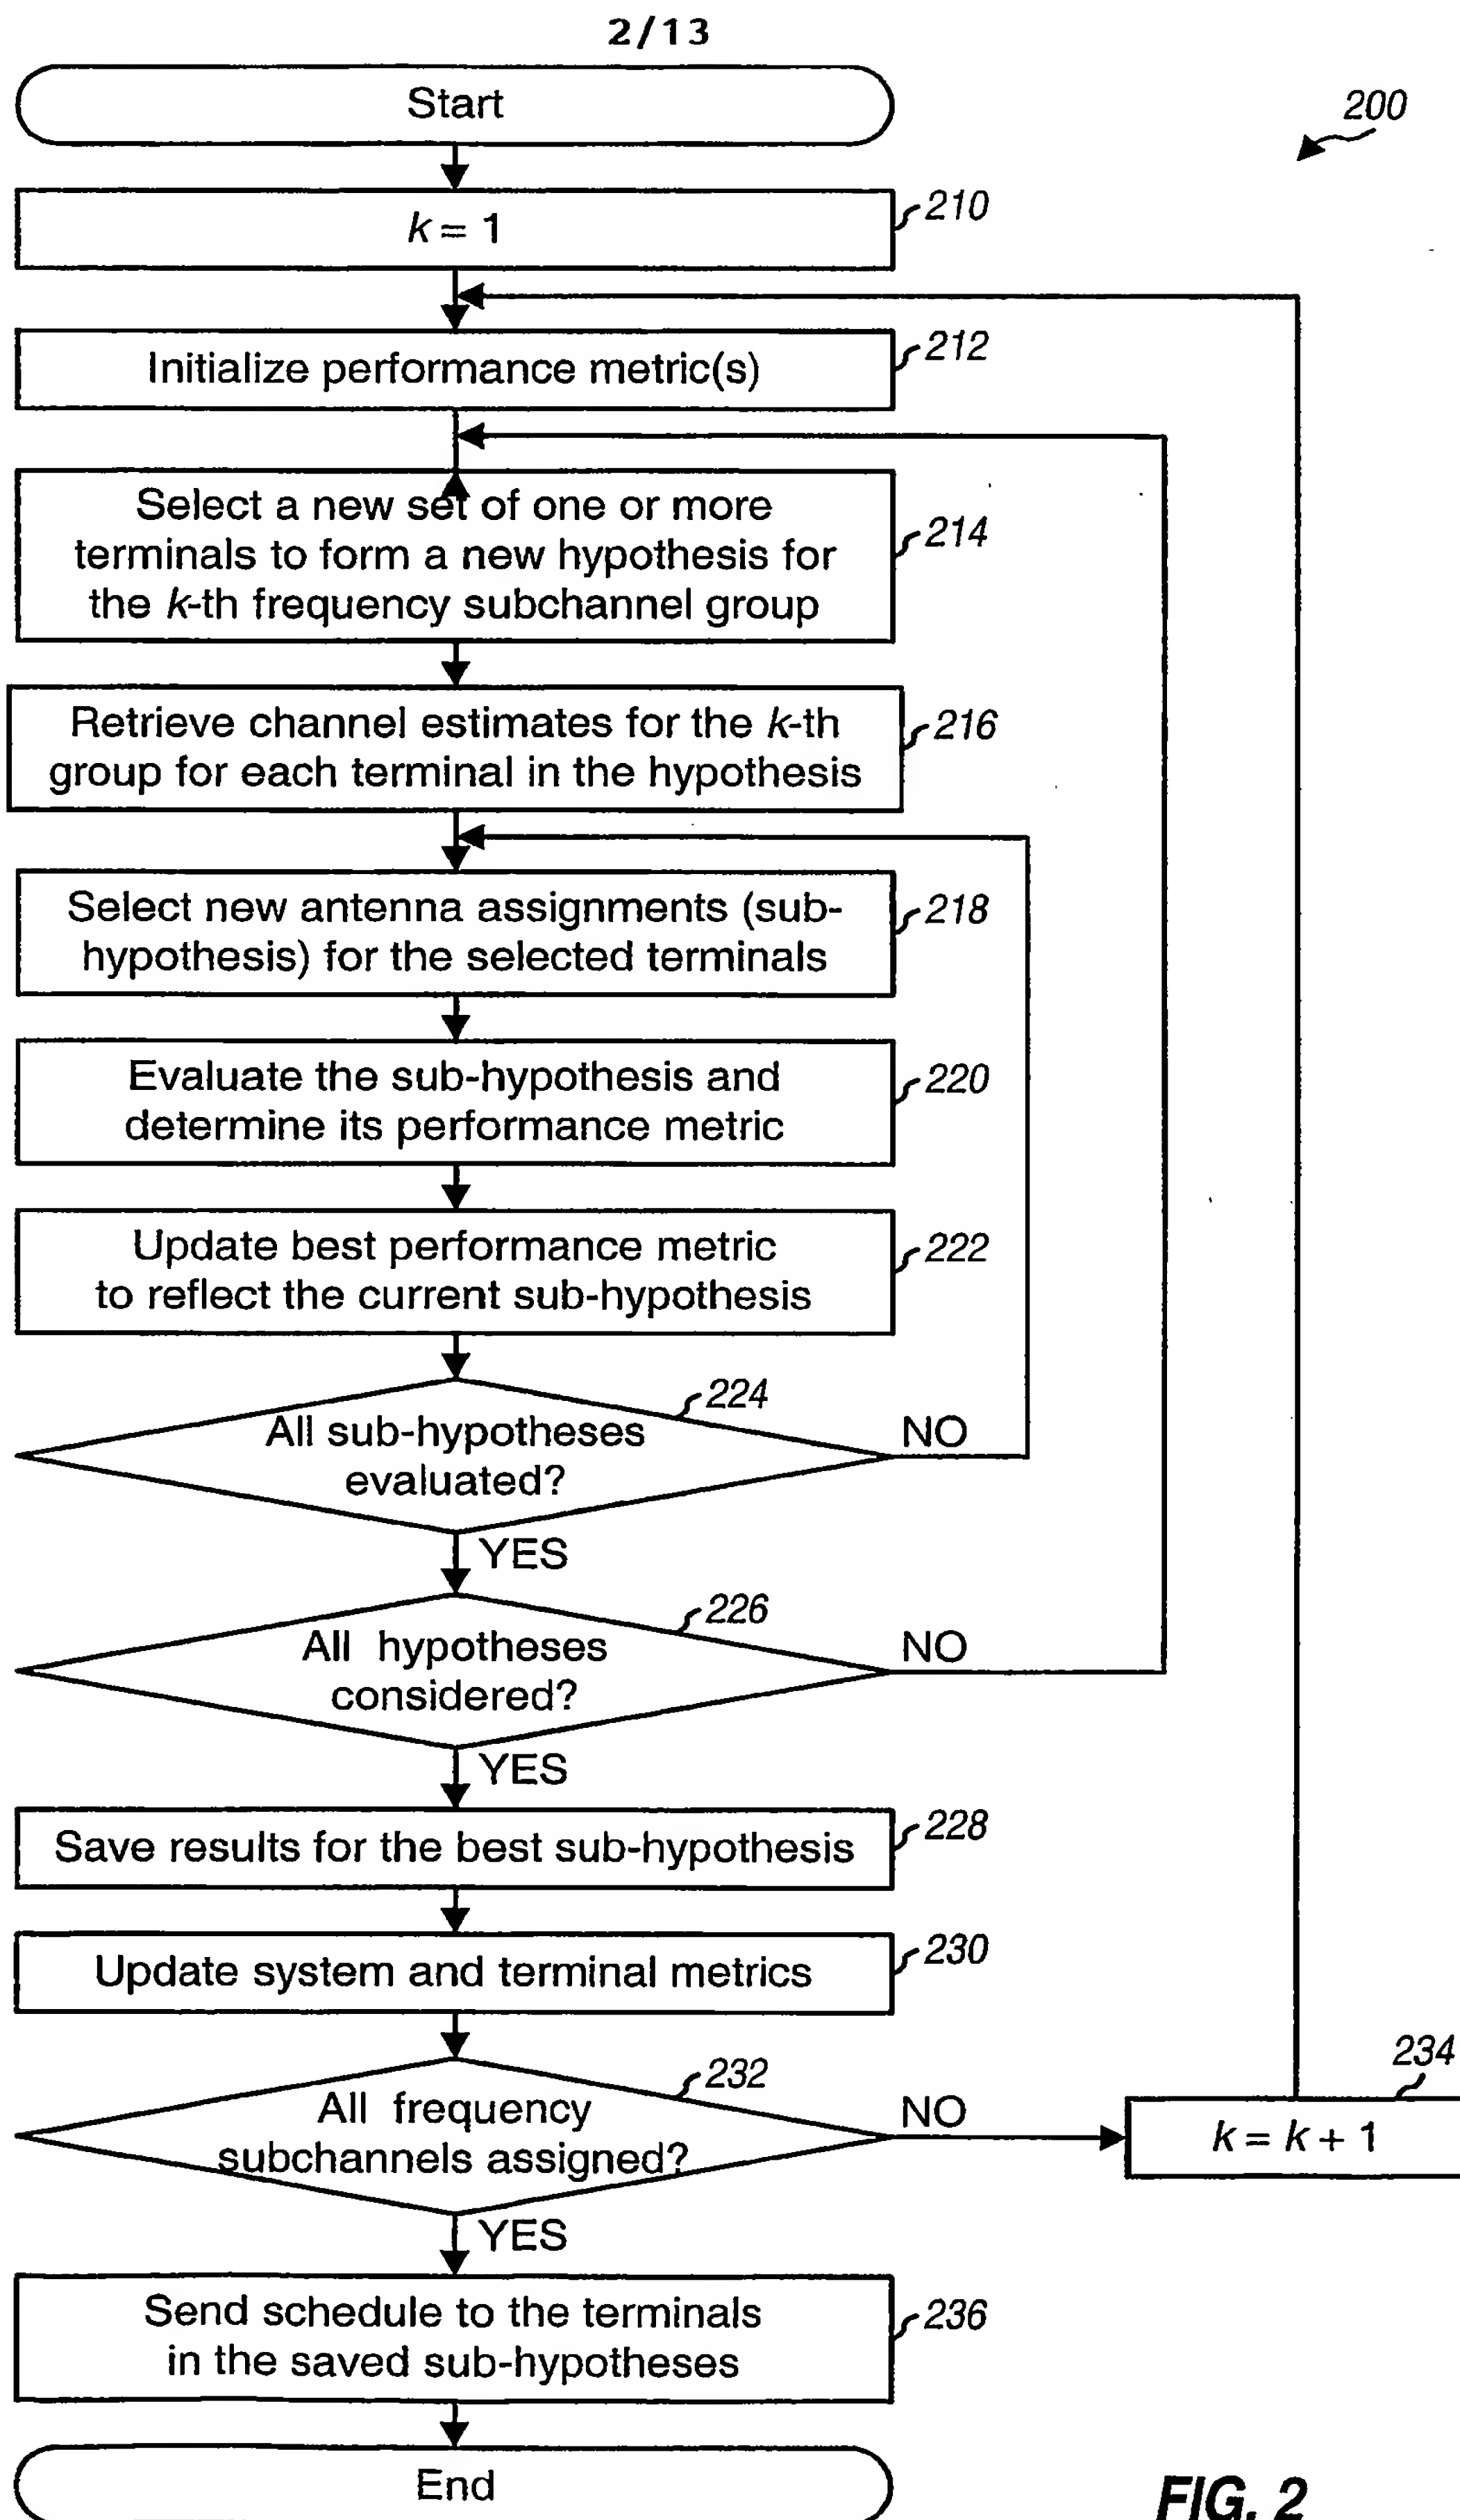 2/13
Start
200
k = 1
210
Initialize performance metric(s)
212
Select a new set of one or more
terminals to form a new hypothesis for
the k-th frequency subchannel group
214
Retrieve channel estimates for the k-th
group for each terminal in the hypothesis
216
Select new antenna assignments (sub-
hypothesis) for the selected terminals
218
Evaluate the sub-hypothesis and
determine its performance metric
220
Update best performance metric
to reflect the current sub-hypothesis
222
224
All sub-hypotheses
evaluated?
NO
YES
226
All hypotheses
considered?
NO
YES
Save results for the best sub-hypothesis
228
Update system and terminal metrics
230
232
All frequency
subchannels assigned?
NO
234
k = k + 1
YES
Send schedule to the terminals
in the saved sub-hypotheses
236
End
FIG. 2